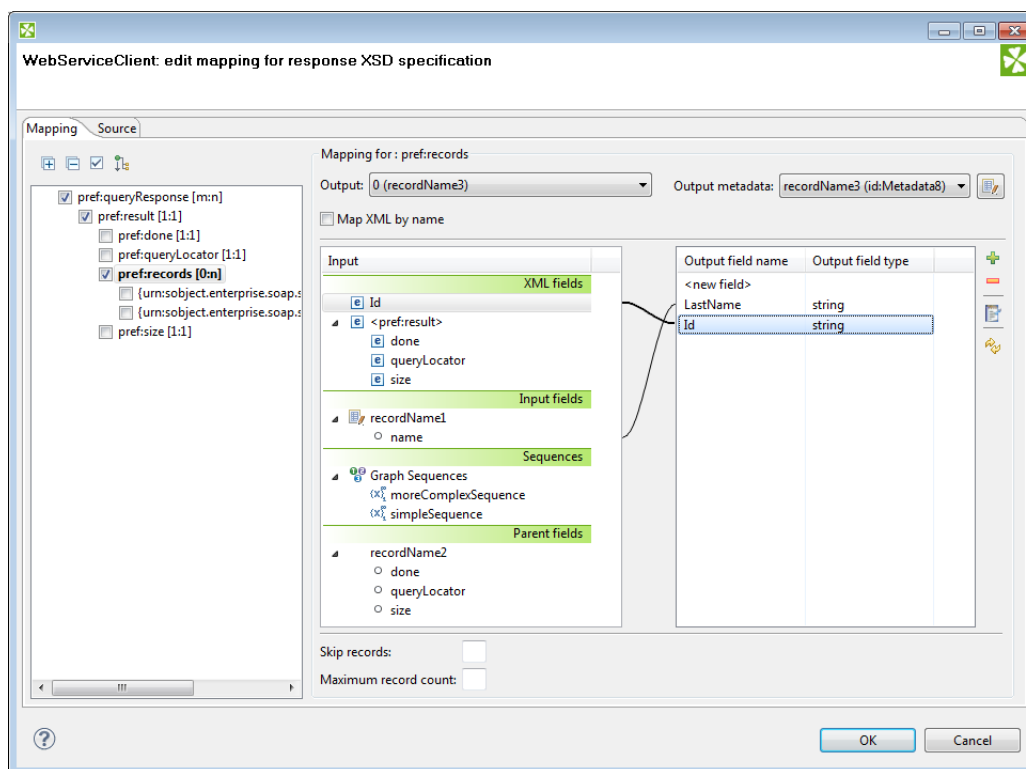 WebServiceClient: edit mapping for response XSD specification
Mapping
Source
pref:queryResponse [m:n]
pref:result [1:1]
pref:done [1:1]
pref:queryLocator [1:1]
pref:records [0:n]
{urn:sobject.enterprise.soap.s
{urn:sobject.enterprise.soap.s
pref:size [1:1]
Mapping for : pref:records
Output: 0 (recordName3)
Output metadata: recordName3 (id:Metadata8)
Map XML by name
Input
XML fields
Id
<pref:result>
done
queryLocator
size
Input fields
recordName1
name
Sequences
Graph Sequences
moreComplexSequence
simpleSequence
Parent fields
recordName2
done
queryLocator
size
Output field name Output field type
<new field>
LastName string
Id string
Skip records:
Maximum record count:
OK
Cancel